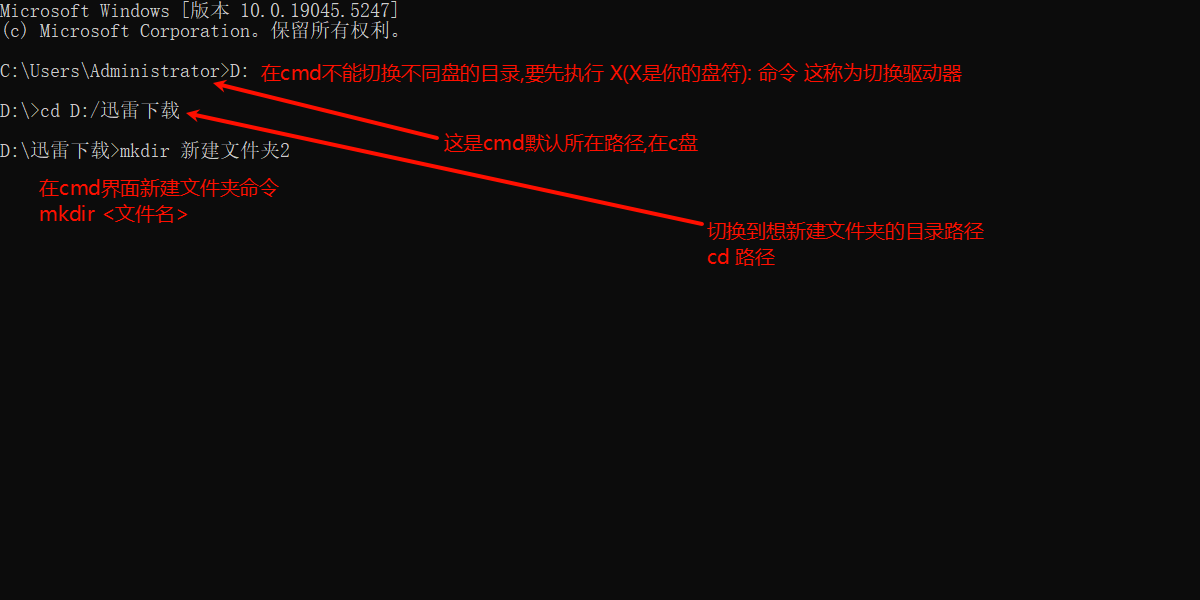 Microsoft Windows [版本 10.0.19045.5247]
(c) Microsoft Corporation。保留所有权利。
C:\Users\Administrator>D:
在cmd不能切换不同盘的目录,要先执行 X(X是你的盘符): 命令 这称为切换驱动器
D:\>cd D:/迅雷下载
这是cmd默认所在路径,在c盘
D:\迅雷下载>mkdir 新建文件夹2
在cmd界面新建文件夹命令
mkdir <文件名>
切换到想新建文件夹的目录路径
cd 路径